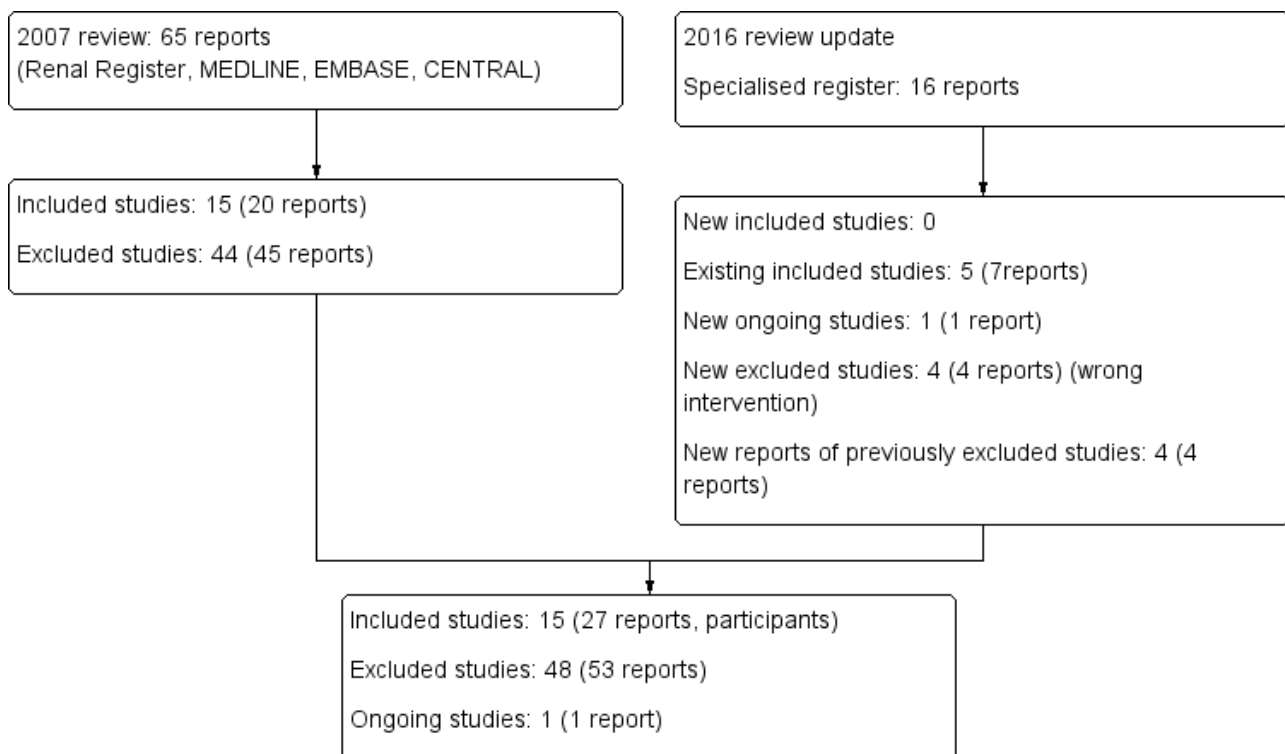 2007 review: 65 reports
(Renal Register, MEDLINE, EMBASE, CENTRAL)
2016 review update
Specialised register: 16 reports
Included studies: 15 (20 reports)
Excluded studies: 44 (45 reports)
New included studies: 0
Existing included studies: 5 (7reports)
New ongoing studies: 1 (1 report)
New excluded studies: 4 (4 reports) (wrong
intervention)
New reports of previously excluded studies: 4 (4
reports)
Included studies: 15 (27 reports, participants)
Excluded studies: 48 (53 reports)
Ongoing studies: 1 (1 report)